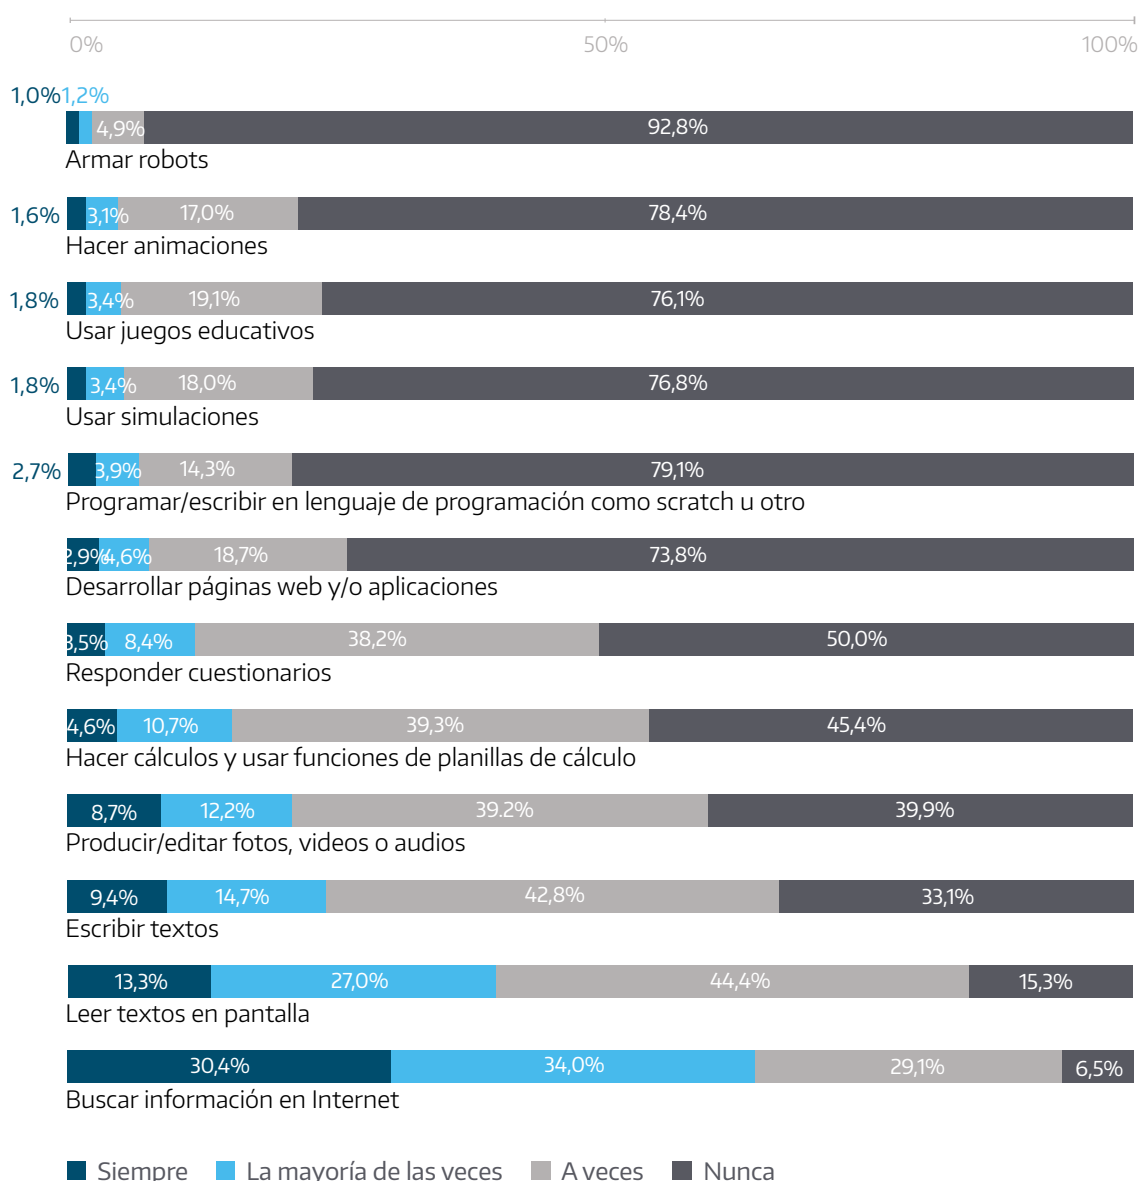 0% 50% 100%
1,0% 1,2%
4,9% 92,8%
Armar robots
1,6% 3,1% 17,0% 78,4%
Hacer animaciones
1,8% 3,4% 19,1% 76,1%
Usar juegos educativos
1,8% 3,4% 18,0% 76,8%
Usar simulaciones
2,7% 3,9% 14,3% 79,1%
Programar/escribir en lenguaje de programación como scratch u otro
2,9% 4,6% 18,7% 73,8%
Desarrollar páginas web y/o aplicaciones
3,5% 8,4% 38,2% 50,0%
Responder cuestionarios
4,6% 10,7% 39,3% 45,4%
Hacer cálculos y usar funciones de planillas de cálculo
8,7% 12,2% 39.2% 39,9%
Producir/editar fotos, videos o audios
9,4% 14,7% 42,8% 33,1%
Escribir textos
13,3% 27,0% 44,4% 15,3%
Leer textos en pantalla
30,4% 34,0% 29,1% 6,5%
Buscar información en Internet
Siempre La mayoría de las veces A veces Nunca